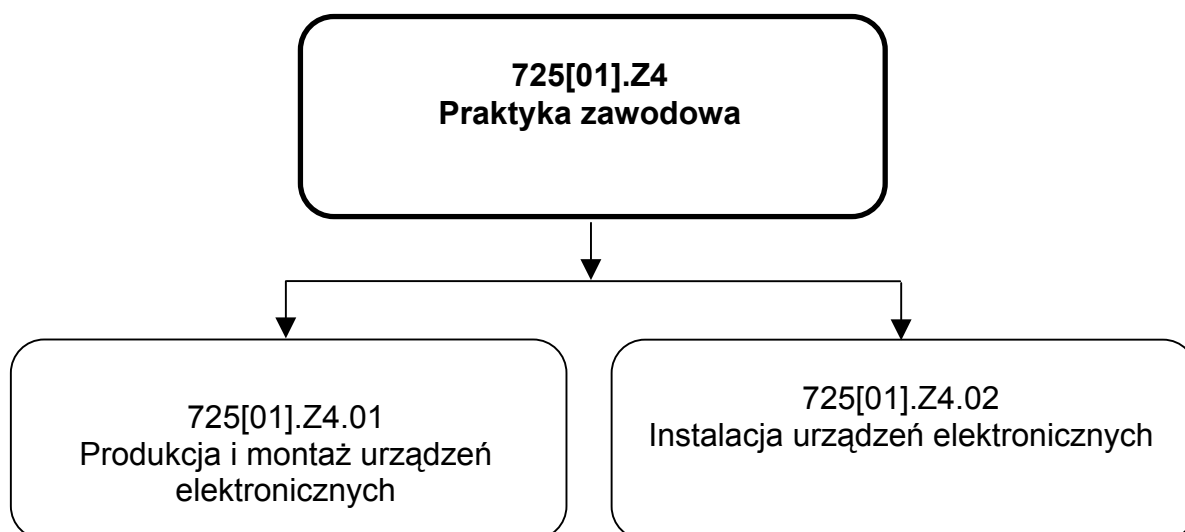 725[01].Z4
Praktyka zawodowa
725[01].Z4.01
Produkcja i montaż urządzeń
elektronicznych
725[01].Z4.02
Instalacja urządzeń elektronicznych